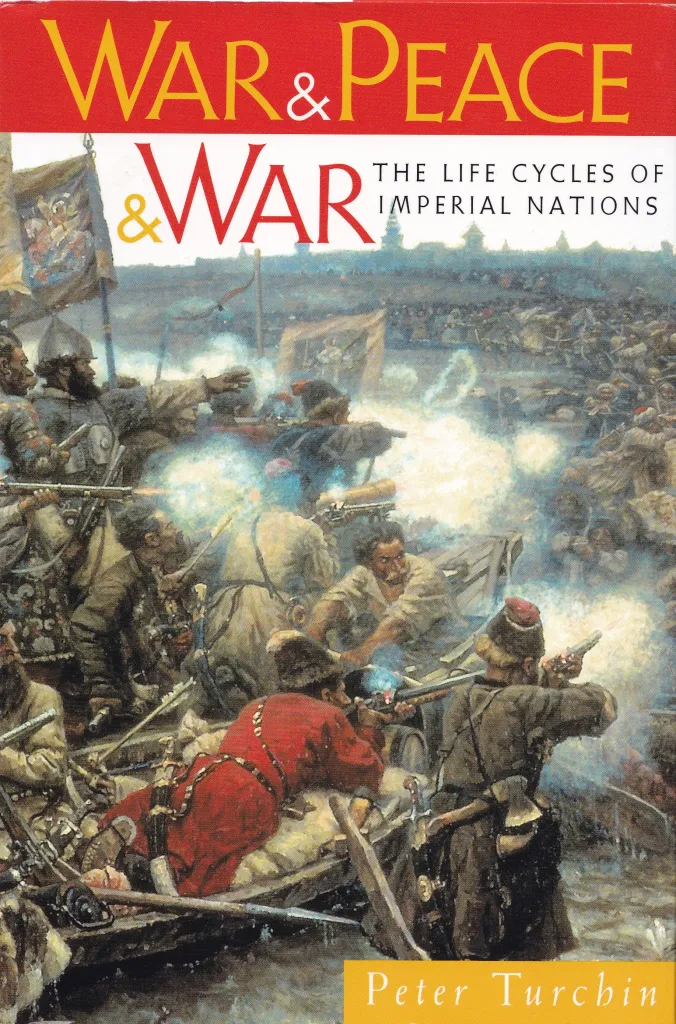 WAR & PEACE
& WAR
THE LIFE CYCLES OF
IMPERIAL NATIONS
Peter Turchin